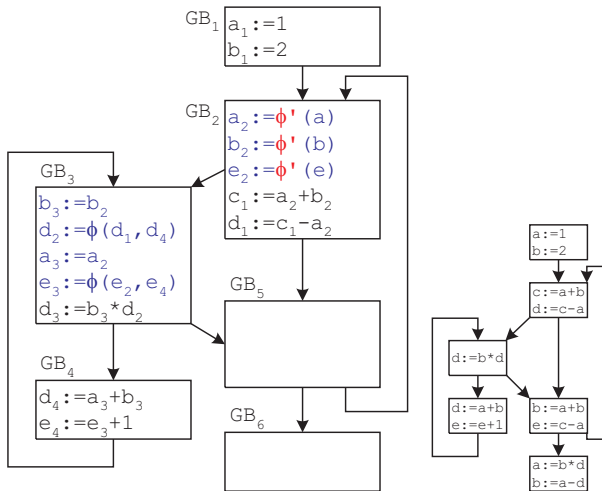 GB₁
a₁:=1
b₁:=2
GB₂
a₂:=ϕ'(a)
b₂:=ϕ'(b)
e₂:=ϕ'(e)
c₁:=a₂+b₂
d₁:=c₁-a₂
GB₃
b₃:=b₂
d₂:=ϕ(d₁,d₄)
a₃:=a₂
e₃:=ϕ(e₂,e₄)
d₃:=b₃*d₂
GB₄
d₄:=a₃+b₃
e₄:=e₃+1
GB₅
GB₆
a:=1
b:=2
c:=a+b
d:=c-a
d:=b*d
d:=a+b
e:=e+1
b:=a+b
e:=c-a
a:=b*d
b:=a-d